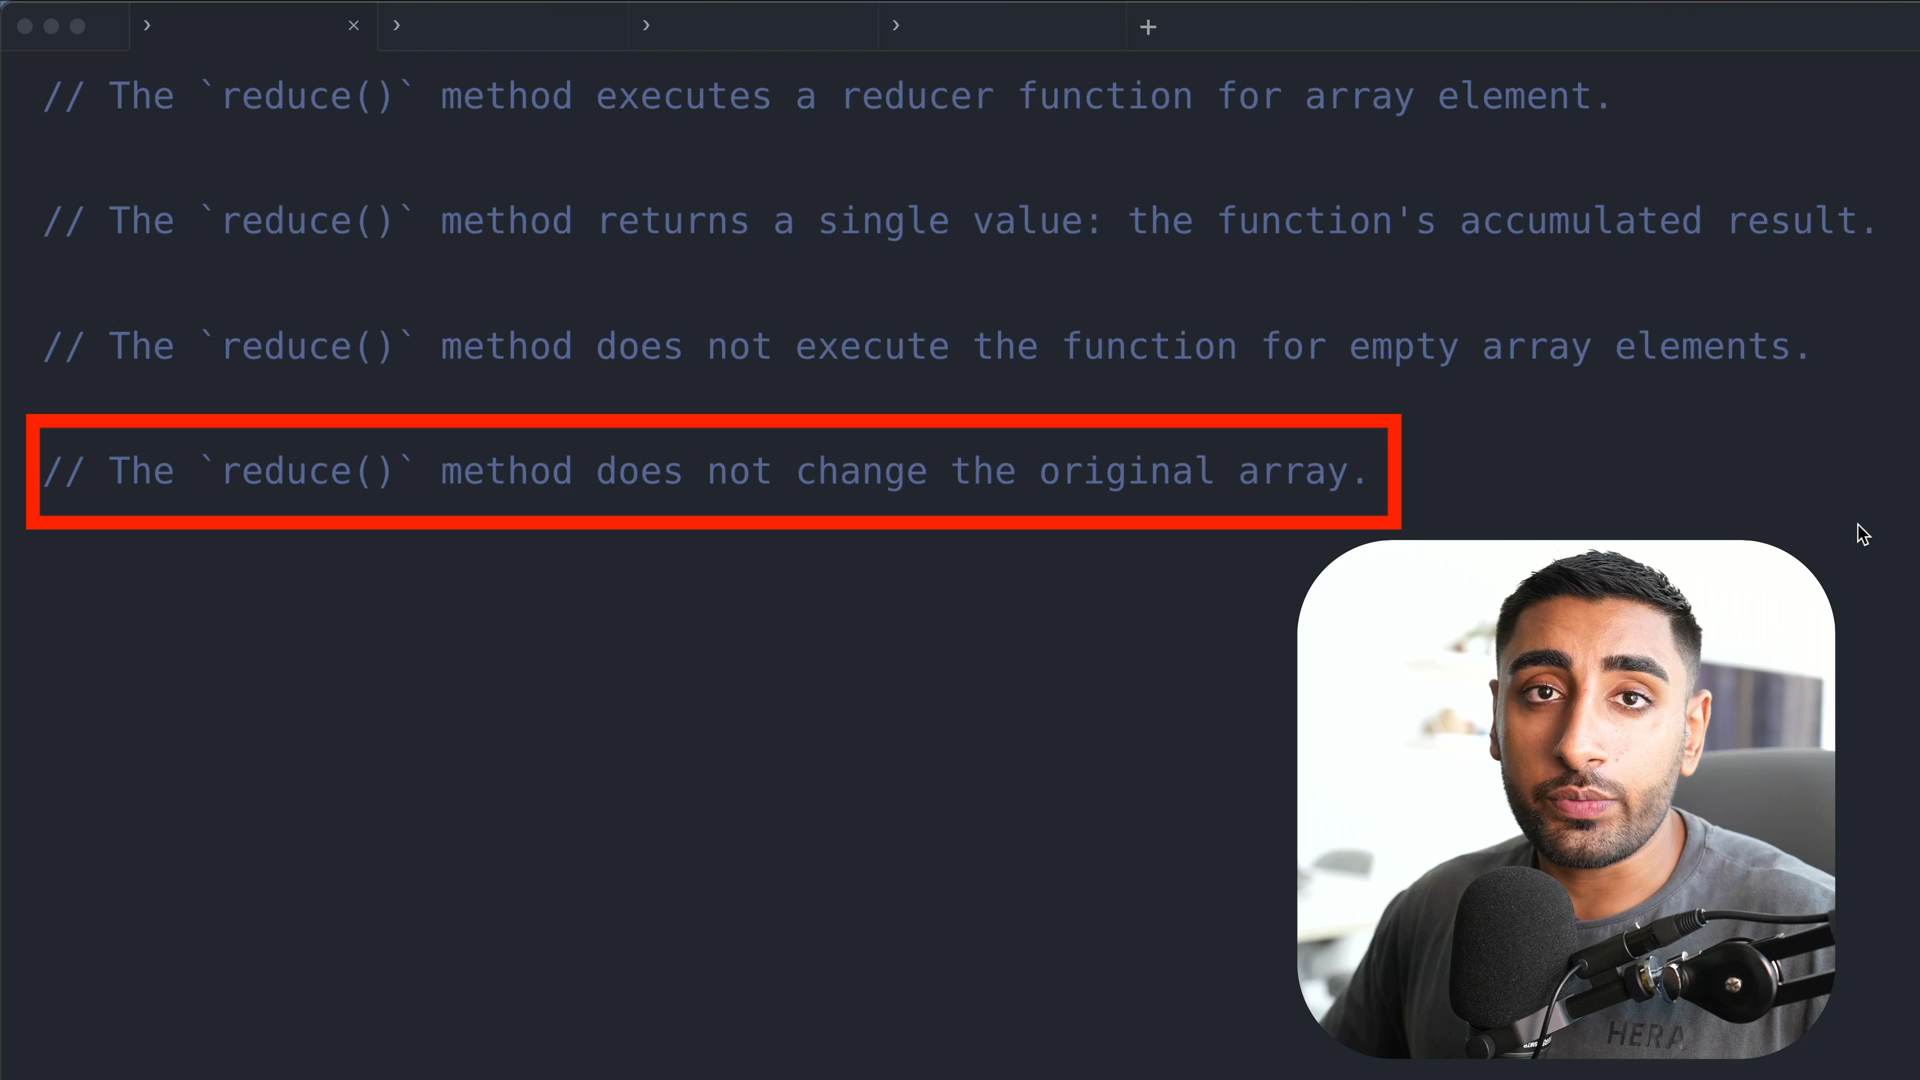 // The `reduce()` method executes a reducer function for array element.
// The `reduce()` method returns a single value: the function's accumulated result.
// The `reduce()` method does not execute the function for empty array elements.
// The `reduce()` method does not change the original array.
HERA